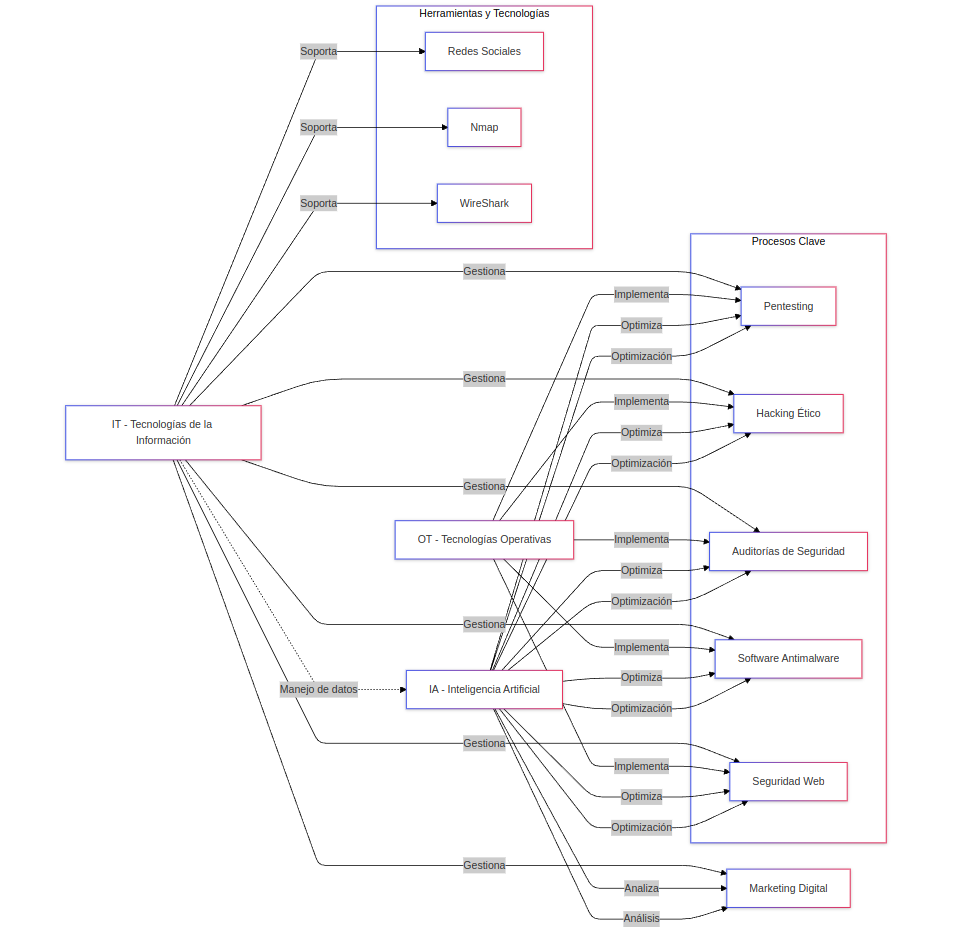 Herramientas y Tecnologías
Soporta
Redes Sociales
Soporta
Nmap
Soporta
WireShark
Procesos Clave
Gestiona
Implementa
Pentesting
Optimiza
Optimización
Gestiona
Implementa
Hacking Ético
IT - Tecnologías de la
Información
Optimiza
Optimización
Gestiona
OT - Tecnologías Operativas
Implementa
Auditorías de Seguridad
Optimiza
Optimización
Gestiona
Implementa
Software Antimalware
Optimiza
Manejo de datos
IA - Inteligencia Artificial
Optimización
Gestiona
Implementa
Seguridad Web
Optimiza
Optimización
Gestiona
Analiza
Marketing Digital
Análisis